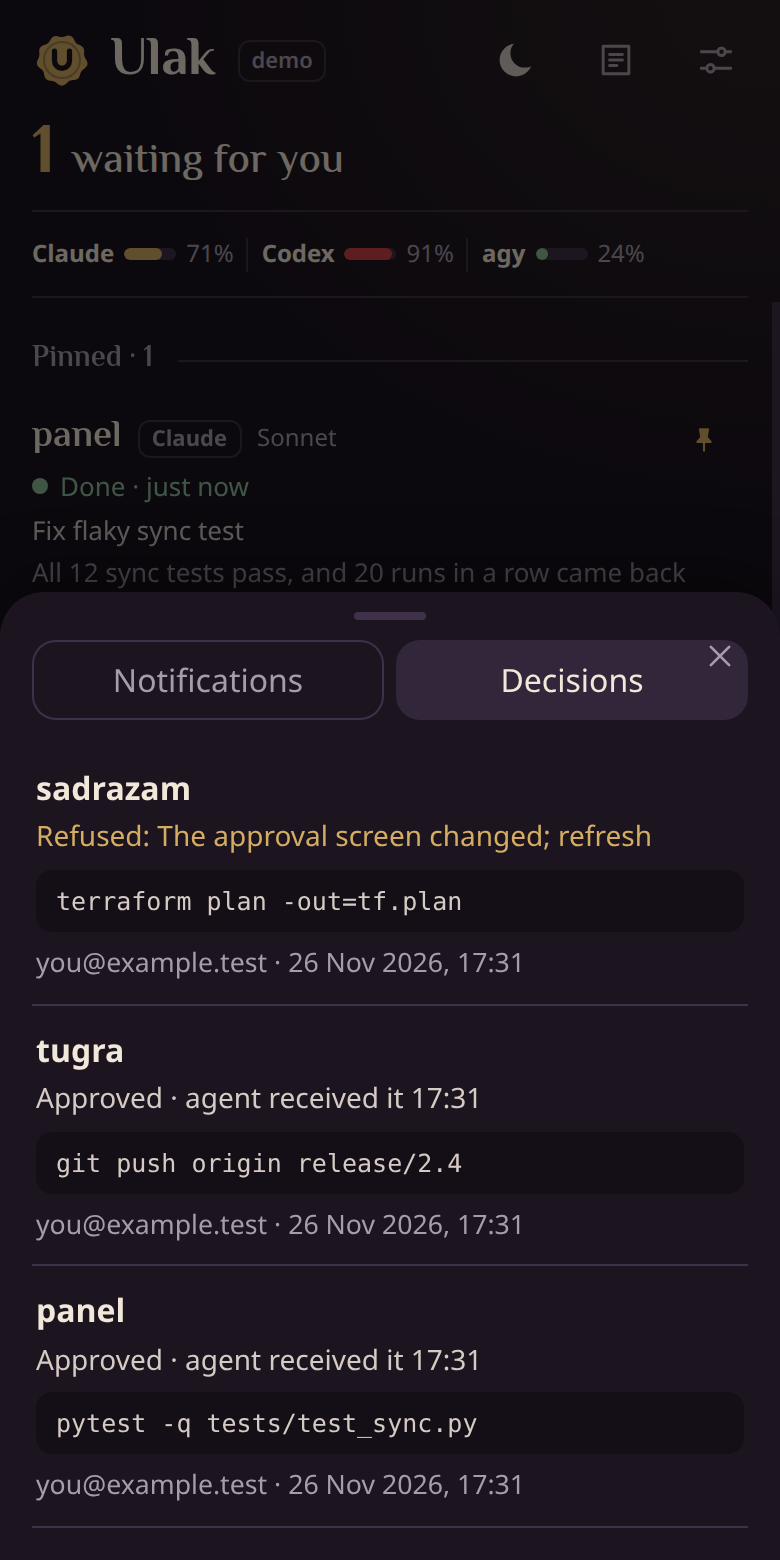 Ulak demo
1 waiting for you
Claude 71% Codex 91% agy 24%
Pinned · 1
panel Claude Sonnet
Done · just now
Fix flaky sync test
All 12 sync tests pass, and 20 runs in a row came back
Notifications Decisions
sadrazam
Refused: The approval screen changed; refresh
terraform plan -out=tf.plan
you@example.test · 26 Nov 2026, 17:31
tugra
Approved · agent received it 17:31
git push origin release/2.4
you@example.test · 26 Nov 2026, 17:31
panel
Approved · agent received it 17:31
pytest -q tests/test_sync.py
you@example.test · 26 Nov 2026, 17:31